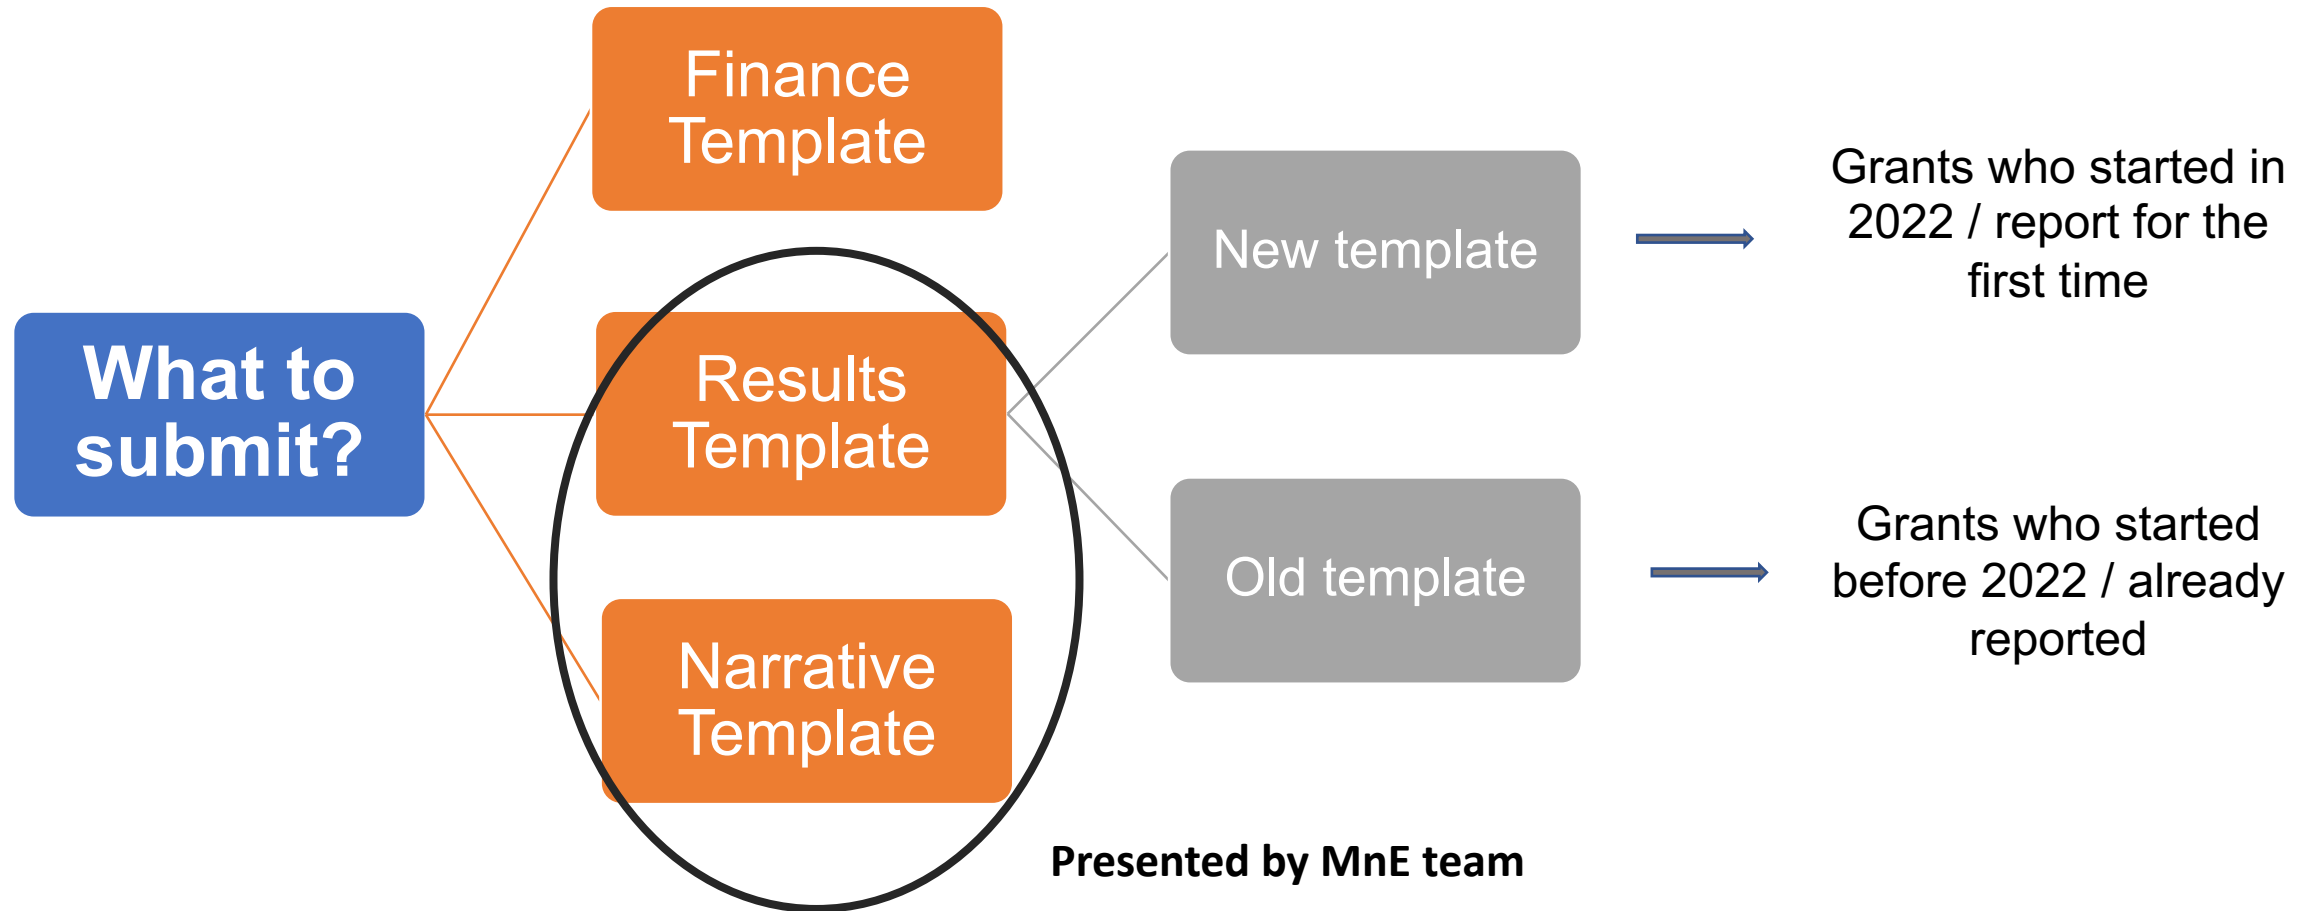 What to
submit?
Finance
Template
Results
Template
Narrative
Template
New template
Old template
Grants who started in
2022 / report for the
first time
Grants who started
before 2022 / already
reported
Presented by MnE team